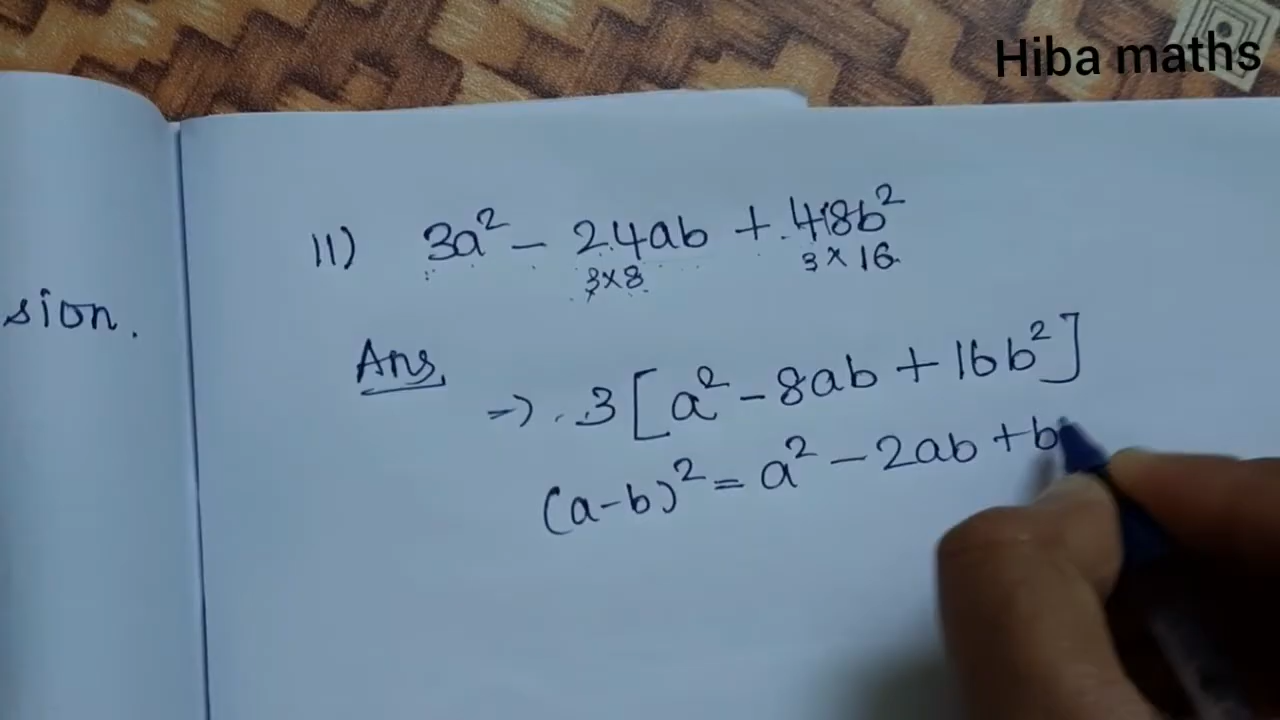 Hiba maths
11) 3a² - 24ab + 48b²
3×8 3 × 16
sion.
Ans,
=> 3[a² - 8ab + 16b²]
(a-b)² = a² - 2ab + b